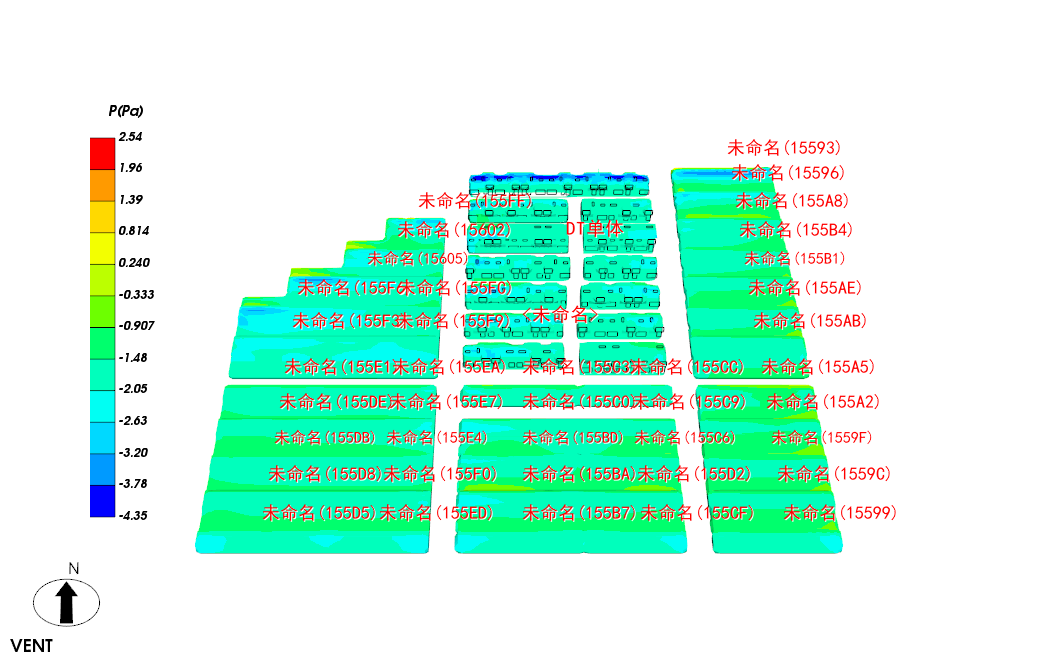 P(Pa)
2.54
1.96
1.39
0.814
0.240
-0.333
-0.907
-1.48
-2.05
-2.63
-3.20
-3.78
-4.35
未命名(15593)
未命名(15596)
未命名(155FF) 未命名(155A8)
未命名(15602) DT单体 未命名(155B4)
未命名(15605) 未命名(155B1)
未命名(155F6 未命名(155EC) 未命名(155AE)
<未命名>
未命名(155F3 未命名(155F9) 未命名(155AB)
未命名(155E1 未命名(155EA) 未命名(155C3 未命名(155CC) 未命名(155A5)
未命名(155DE) 未命名(155E7) 未命名(155C0) 未命名(155C9) 未命名(155A2)
未命名(155DB) 未命名(155E4) 未命名(155BD) 未命名(155C6) 未命名(1559F)
未命名(155D8) 未命名(155F0) 未命名(155BA) 未命名(155D2) 未命名(1559C)
未命名(155D5) 未命名(155ED) 未命名(155B7) 未命名(155CF) 未命名(15599)
N
VENT